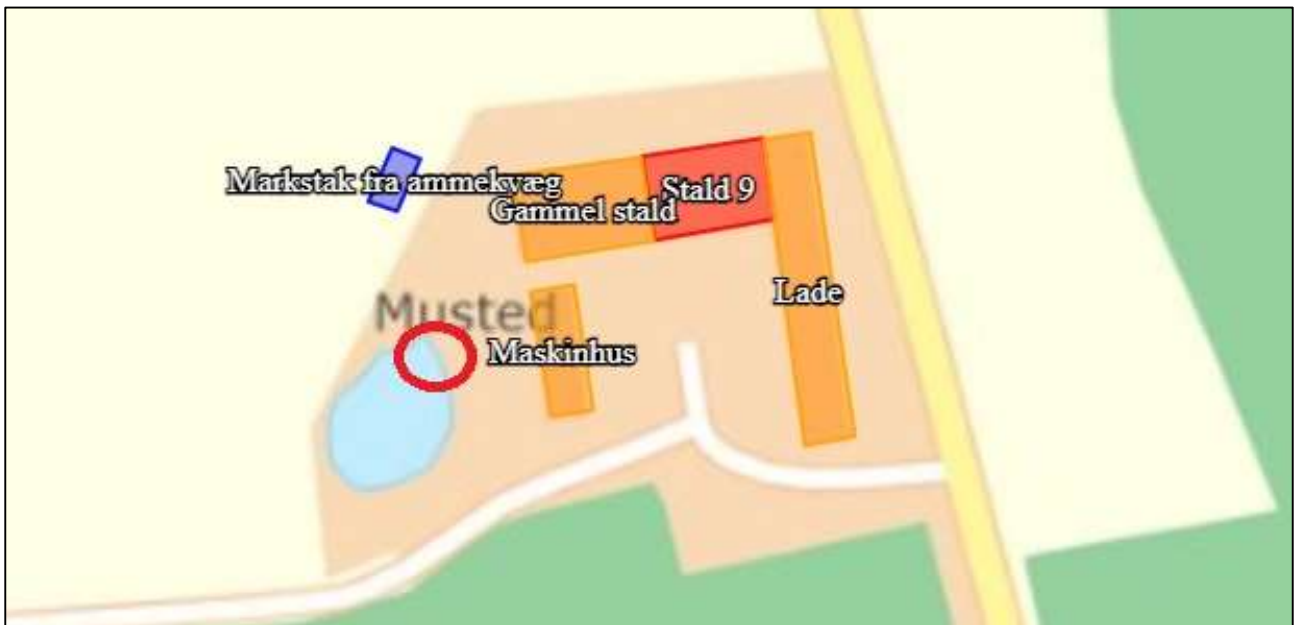 Markstak fra ammekvæg
Stald 9
Gammel stald
Lade
Musted
Maskinhus